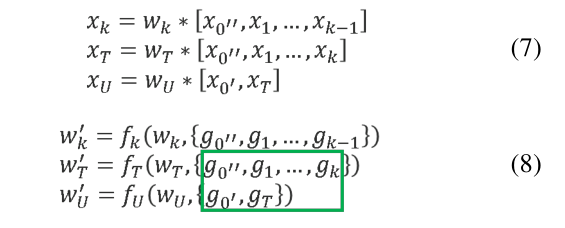 x_k = w_k * [x_{0''}, x_1, ..., x_{k-1}]
x_T = w_T * [x_{0''}, x_1, ..., x_k] (7)
x_U = w_U * [x_{0'}, x_T]
w'_k = f_k(w_k, {g_{0''}, g_1, ..., g_{k-1}})
w'_T = f_T(w_T, {g_{0''}, g_1, ..., g_k}) (8)
w'_U = f_U(w_U, {g_{0'}, g_T})